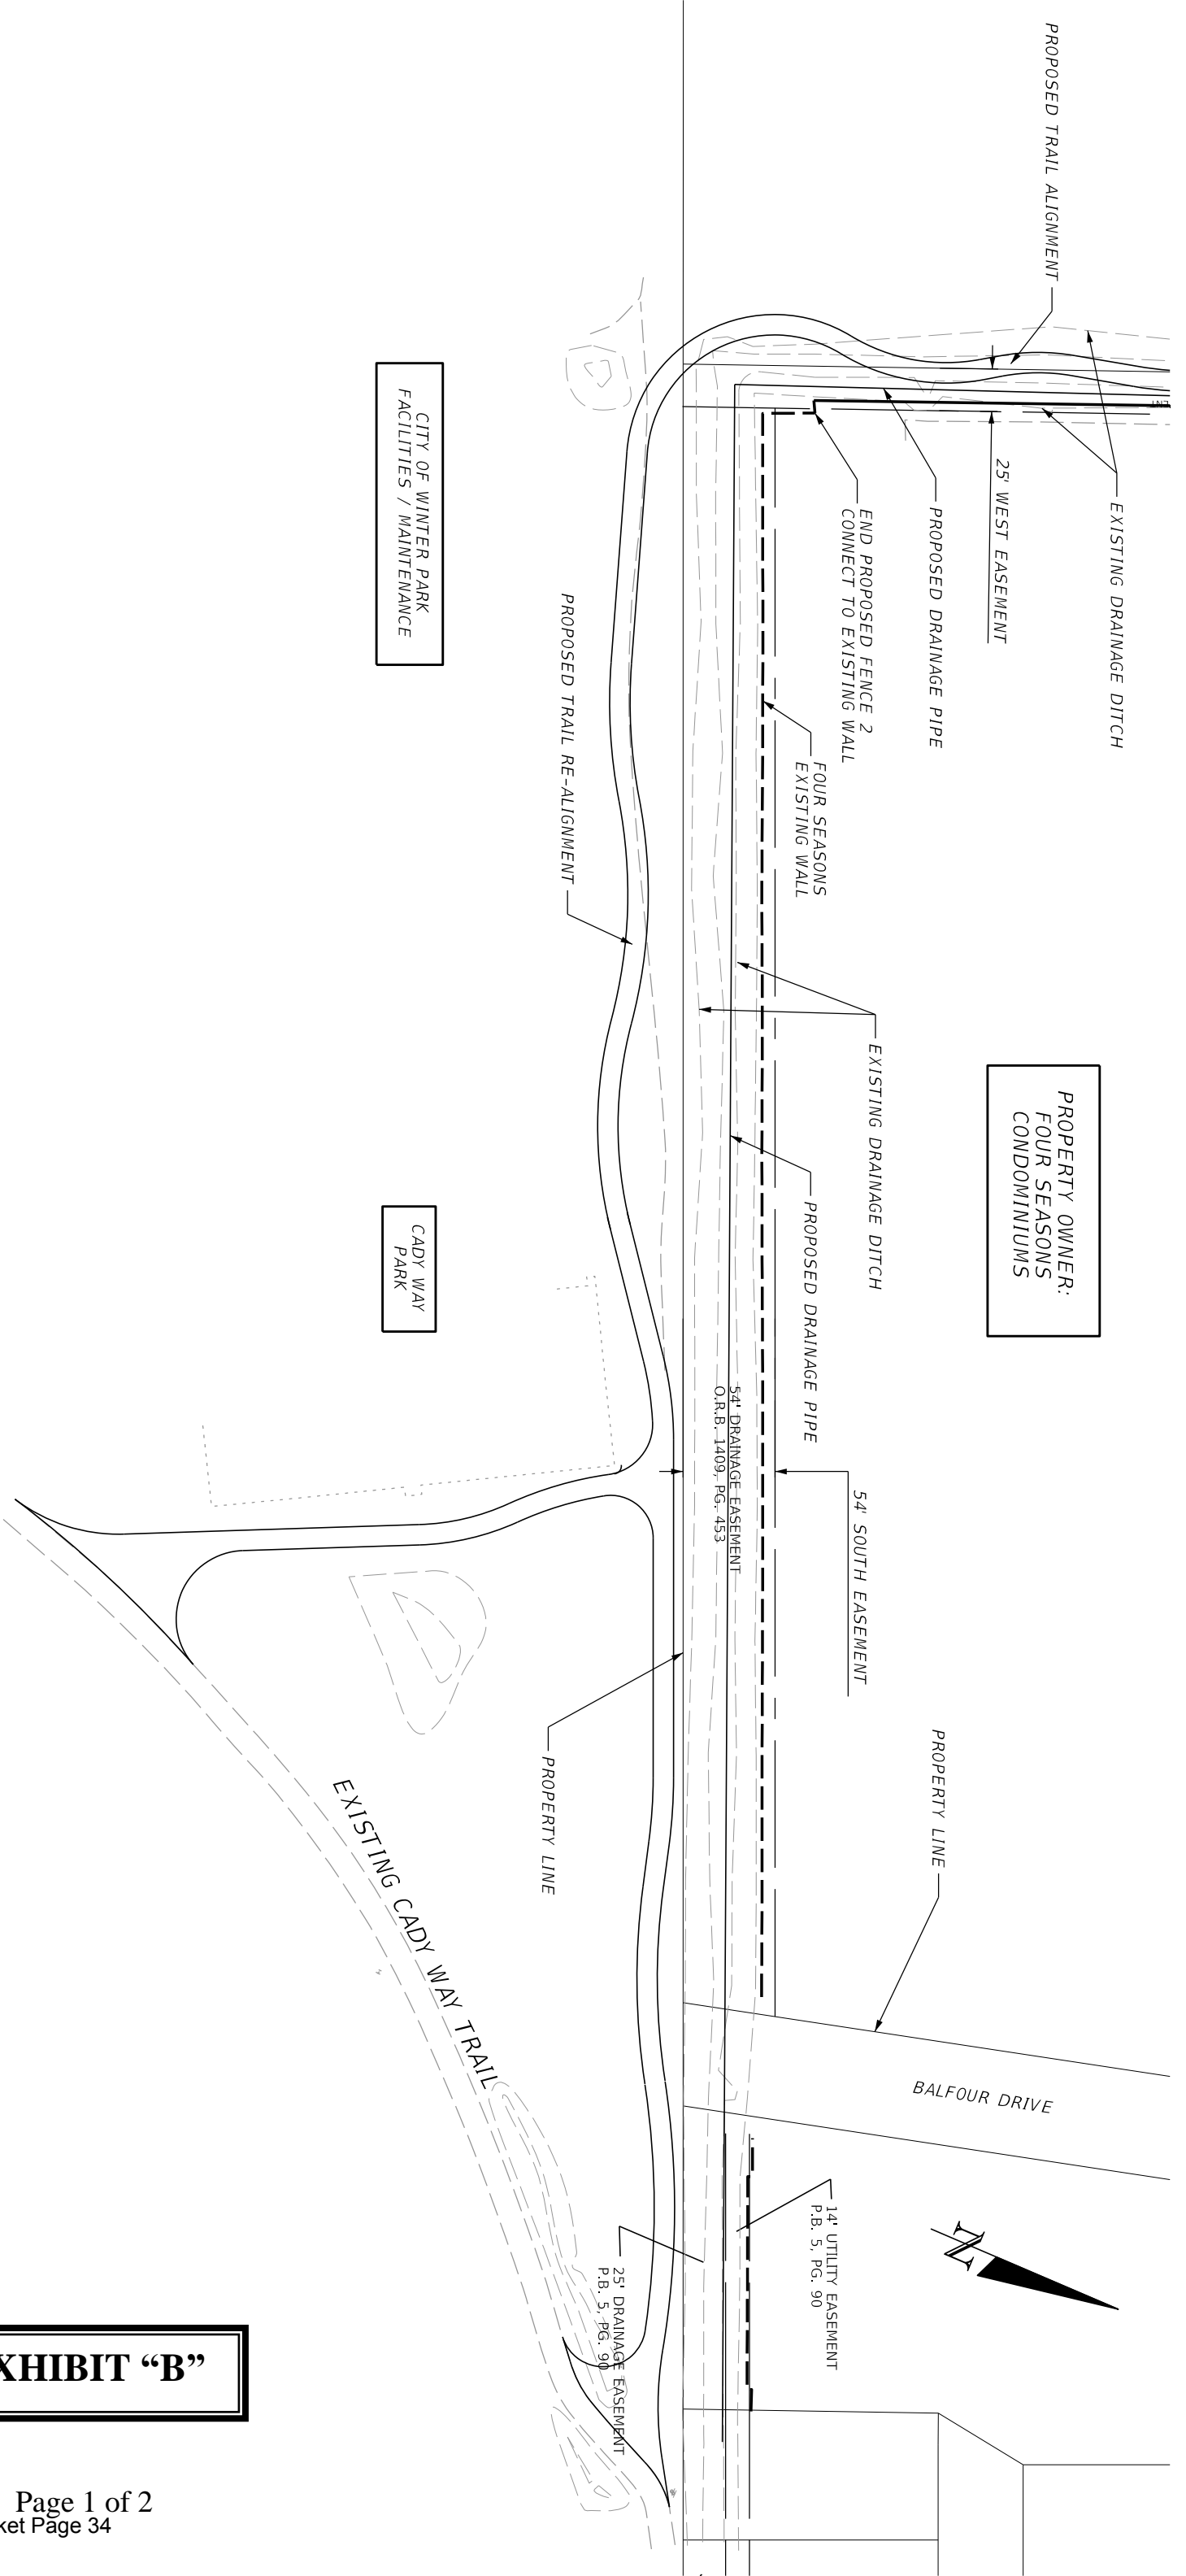 PROPOSED TRAIL ALIGNMENT
EXISTING DRAINAGE DITCH
25' WEST EASEMENT
PROPOSED DRAINAGE PIPE
END PROPOSED FENCE 2
CONNECT TO EXISTING WALL
FOUR SEASONS
EXISTING WALL
CITY OF WINTER PARK
FACILITIES / MAINTENANCE
PROPOSED TRAIL RE-ALIGNMENT
PROPERTY OWNER:
FOUR SEASONS
CONDOMINIUMS
EXISTING DRAINAGE DITCH
PROPOSED DRAINAGE PIPE
CADY WAY
PARK
54' DRAINAGE EASEMENT
O.R.B. 1409, PG. 453
54' SOUTH EASEMENT
PROPERTY LINE
PROPERTY LINE
EXISTING CADY WAY TRAIL
BALFOUR DRIVE
14' UTILITY EASEMENT
P.B. 5, PG. 90
25' DRAINAGE EASEMENT
P.B. 5, PG. 90
N
XHIBIT “B”
Page 1 of 2
ket Page 34